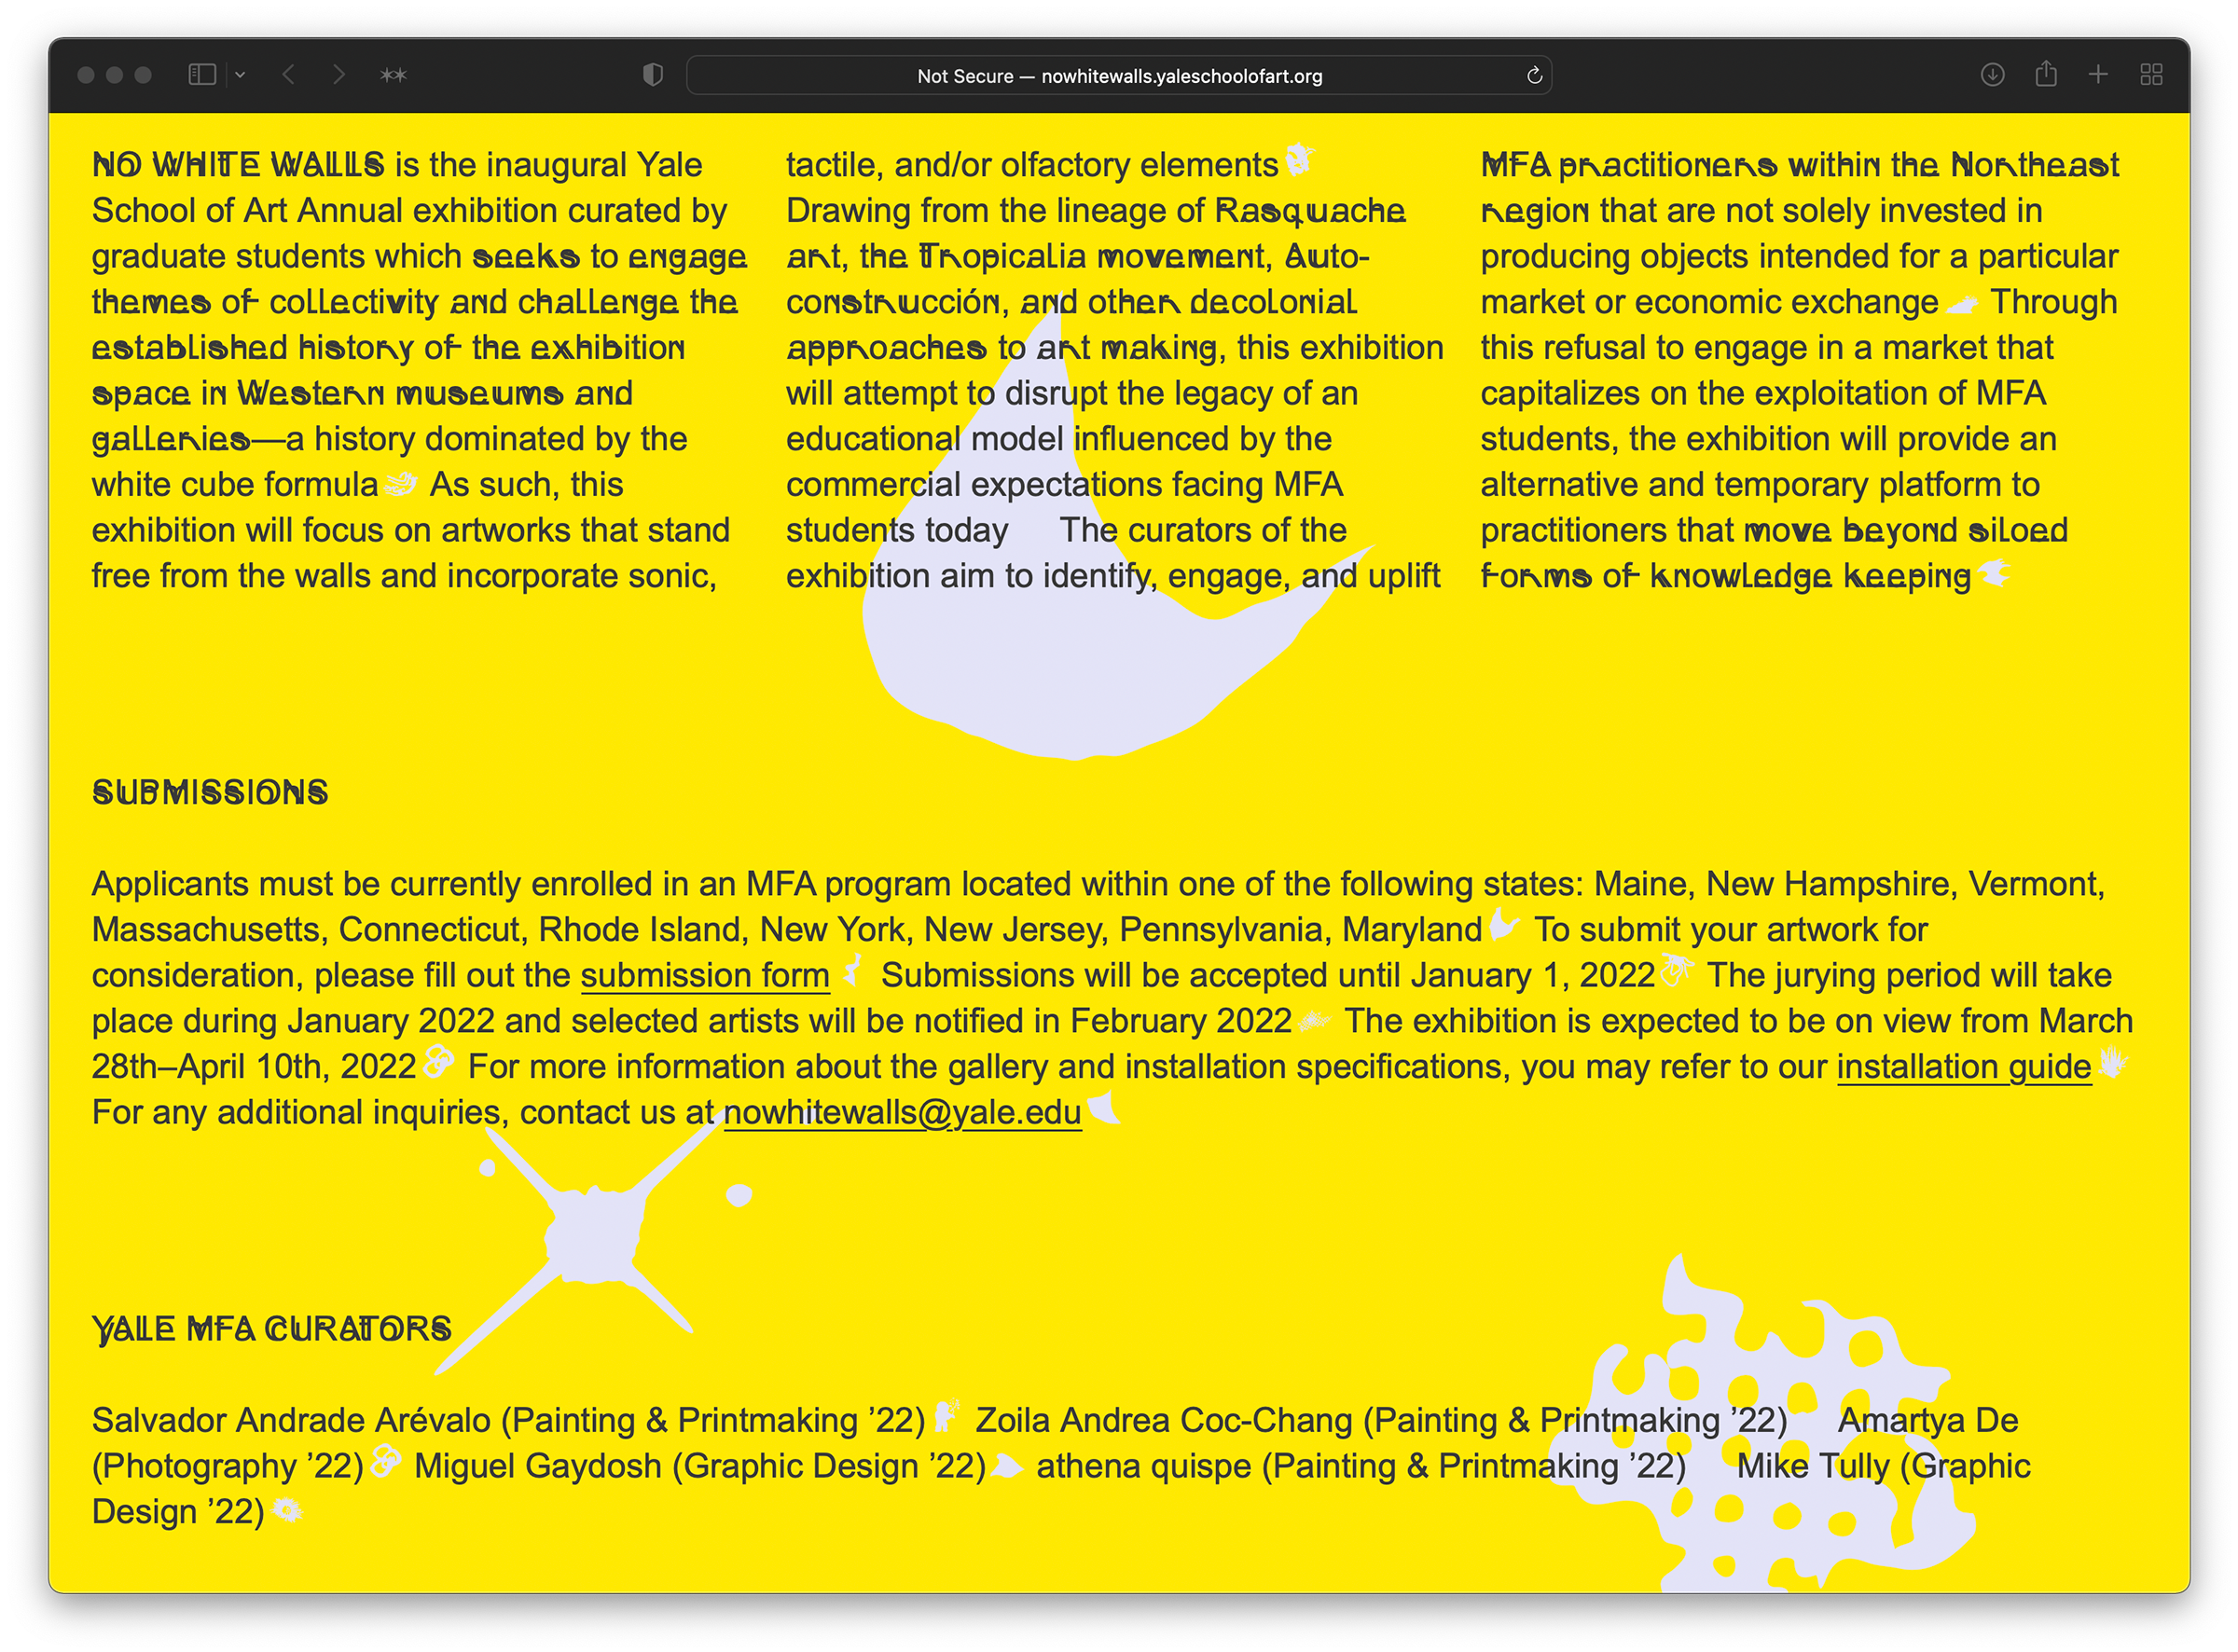 Not Secure — nowhitewalls.yaleschoolofart.org
NO WHITE WALLS is the inaugural Yale
School of Art Annual exhibition curated by
graduate students which seeks to engage
themes of collectivity and challenge the
established history of the exhibition
space in Western museums and
galleries—a history dominated by the
white cube formula As such, this
exhibition will focus on artworks that stand
free from the walls and incorporate sonic,
tactile, and/or olfactory elements
Drawing from the lineage of Rasquache
art, the Tropicalia movement, Auto-
construcción, and other decolonial
approaches to art making, this exhibition
will attempt to disrupt the legacy of an
educational model influenced by the
commercial expectations facing MFA
students today The curators of the
exhibition aim to identify, engage, and uplift
MFA practitioners within the Northeast
region that are not solely invested in
producing objects intended for a particular
market or economic exchange Through
this refusal to engage in a market that
capitalizes on the exploitation of MFA
students, the exhibition will provide an
alternative and temporary platform to
practitioners that move beyond siloed
forms of knowledge keeping
SUBMISSIONS
Applicants must be currently enrolled in an MFA program located within one of the following states: Maine, New Hampshire, Vermont,
Massachusetts, Connecticut, Rhode Island, New York, New Jersey, Pennsylvania, Maryland To submit your artwork for
consideration, please fill out the submission form Submissions will be accepted until January 1, 2022 The jurying period will take
place during January 2022 and selected artists will be notified in February 2022 The exhibition is expected to be on view from March
28th–April 10th, 2022 For more information about the gallery and installation specifications, you may refer to our installation guide
For any additional inquiries, contact us at nowhitewalls@yale.edu
YALE MFA CURATORS
Salvador Andrade Arévalo (Painting & Printmaking ’22) Zoila Andrea Coc-Chang (Painting & Printmaking ’22) Amartya De
(Photography ’22) Miguel Gaydosh (Graphic Design ’22) athena quispe (Painting & Printmaking ’22) Mike Tully (Graphic
Design ’22)